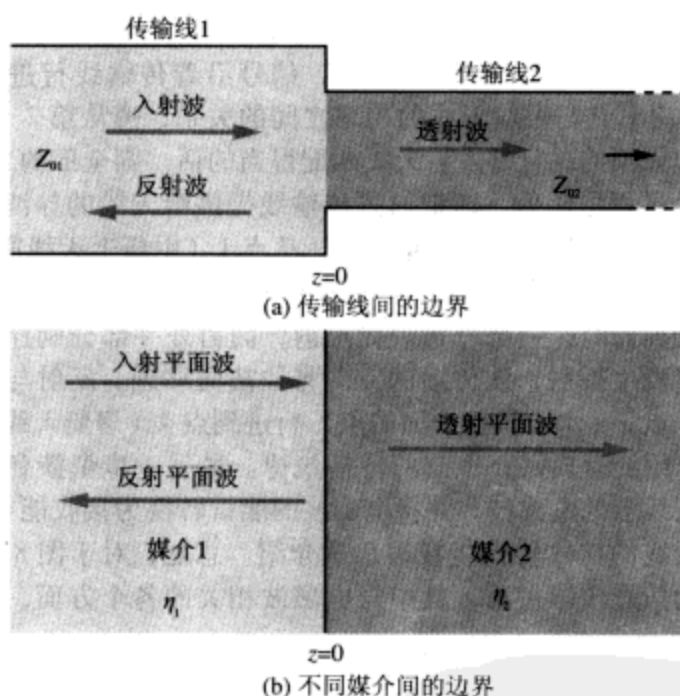 传输线1
传输线2
入射波
透射波
Z₀₁
反射波
Z₀₂
z=0
(a) 传输线间的边界
入射平面波
透射平面波
反射平面波
媒介1
媒介2
η₁
η₂
z=0
(b) 不同媒介间的边界